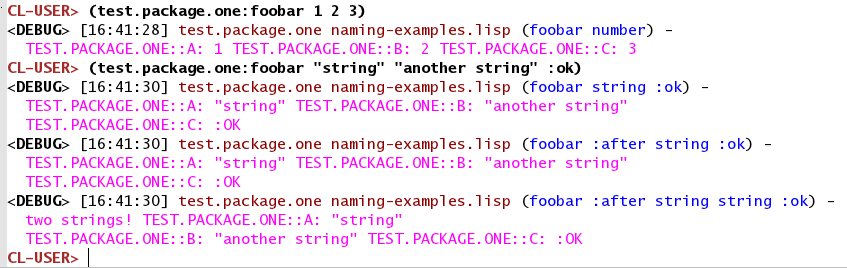 CL-USER> (test.package.one:foobar 1 2 3)
<DEBUG> [16:41:28] test.package.one naming-examples.lisp (foobar number) –
TEST.PACKAGE.ONE::A: 1 TEST.PACKAGE.ONE::B: 2 TEST.PACKAGE.ONE::C: 3
CL-USER> (test.package.one:foobar "string" "another string" :ok)
<DEBUG> [16:41:30] test.package.one naming-examples.lisp (foobar string :ok) –
TEST.PACKAGE.ONE::A: "string" TEST.PACKAGE.ONE::B: "another string"
TEST.PACKAGE.ONE::C: :OK
<DEBUG> [16:41:30] test.package.one naming-examples.lisp (foobar :after string :ok) –
TEST.PACKAGE.ONE::A: "string" TEST.PACKAGE.ONE::B: "another string"
TEST.PACKAGE.ONE::C: :OK
<DEBUG> [16:41:30] test.package.one naming-examples.lisp (foobar :after string string :ok) –
two strings! TEST.PACKAGE.ONE::A: "string"
TEST.PACKAGE.ONE::B: "another string" TEST.PACKAGE.ONE::C: :OK
CL-USER>